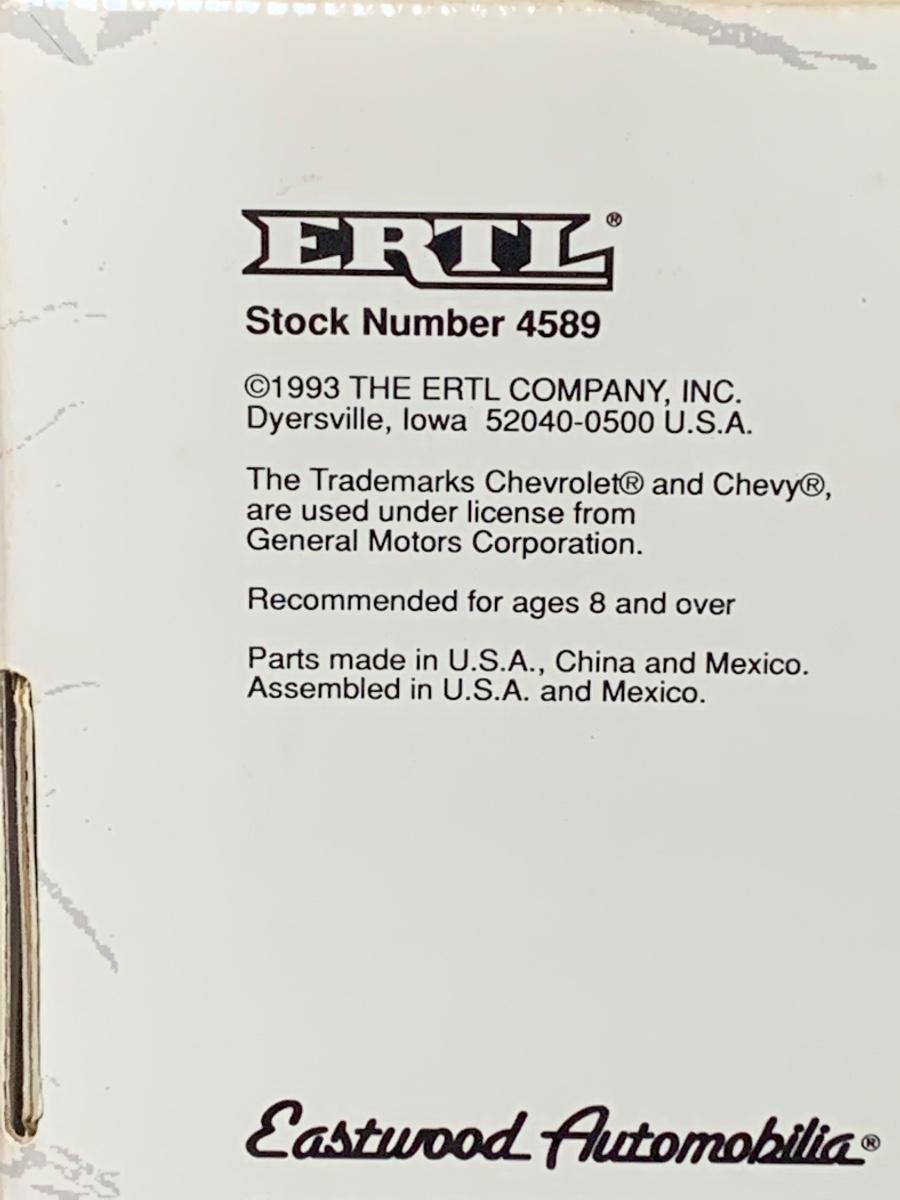 ERTL®
Stock Number 4589
©1993 THE ERTL COMPANY, INC.
Dyersville, Iowa 52040-0500 U.S.A.
The Trademarks Chevrolet® and Chevy®,
are used under license from
General Motors Corporation.
Recommended for ages 8 and over
Parts made in U.S.A., China and Mexico.
Assembled in U.S.A. and Mexico.
Eastwood Automobilia®